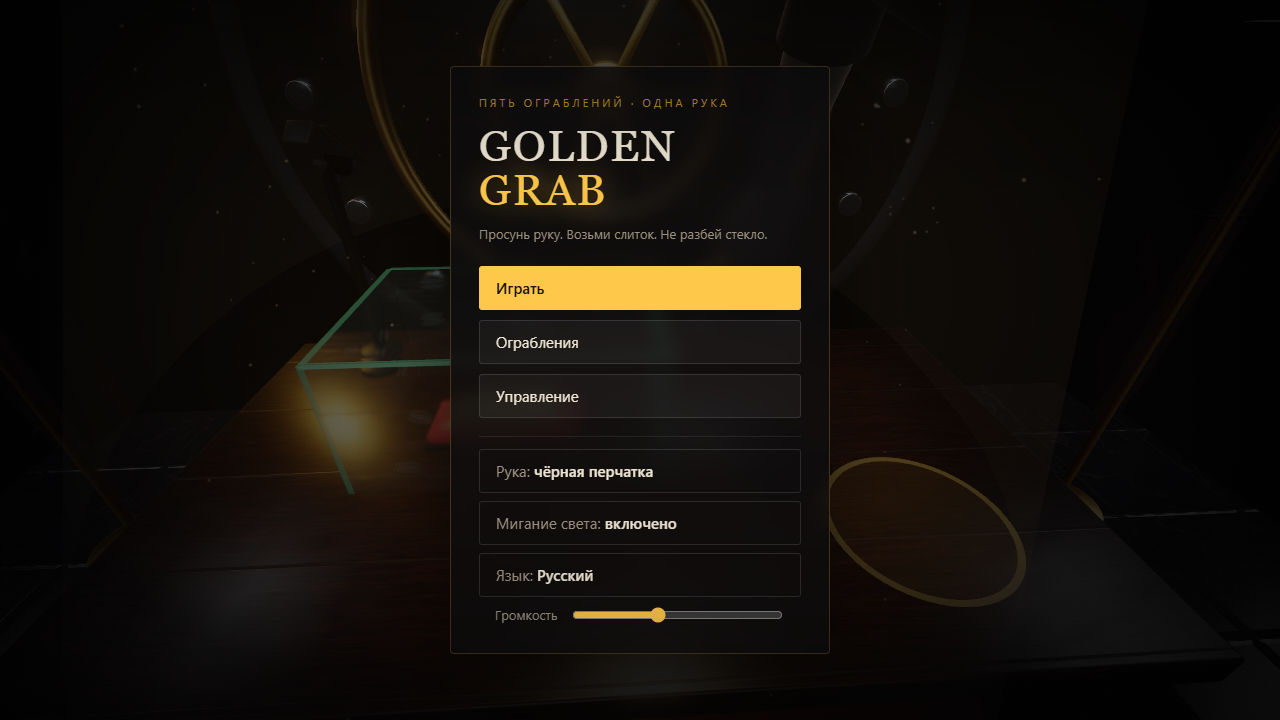 ПЯТЬ ОГРАБЛЕНИЙ · ОДНА РУКА
GOLDEN
GRAB
Просунь руку. Возьми слиток. Не разбей стекло.
Играть
Ограбления
Управление
Рука: чёрная перчатка
Мигание света: включено
Язык: Русский
Громкость